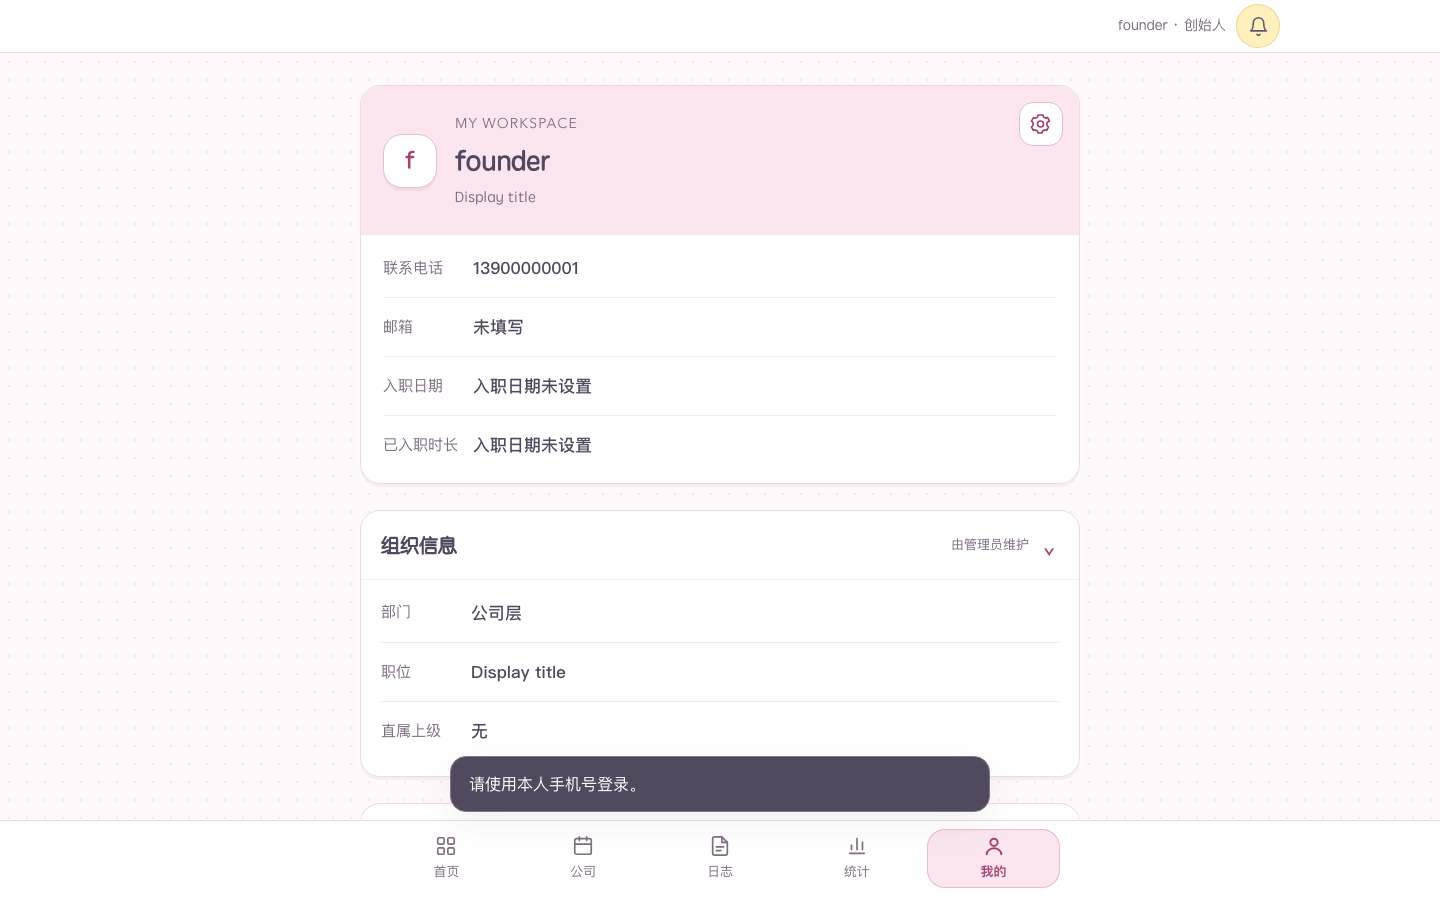 founder · 创始人
MY WORKSPACE
f
founder
Display title
联系电话 13900000001
邮箱 未填写
入职日期 入职日期未设置
已入职时长 入职日期未设置
组织信息 由管理员维护
部门 公司层
职位 Display title
直属上级 无
请使用本人手机号登录。
首页 公司 日志 统计 我的